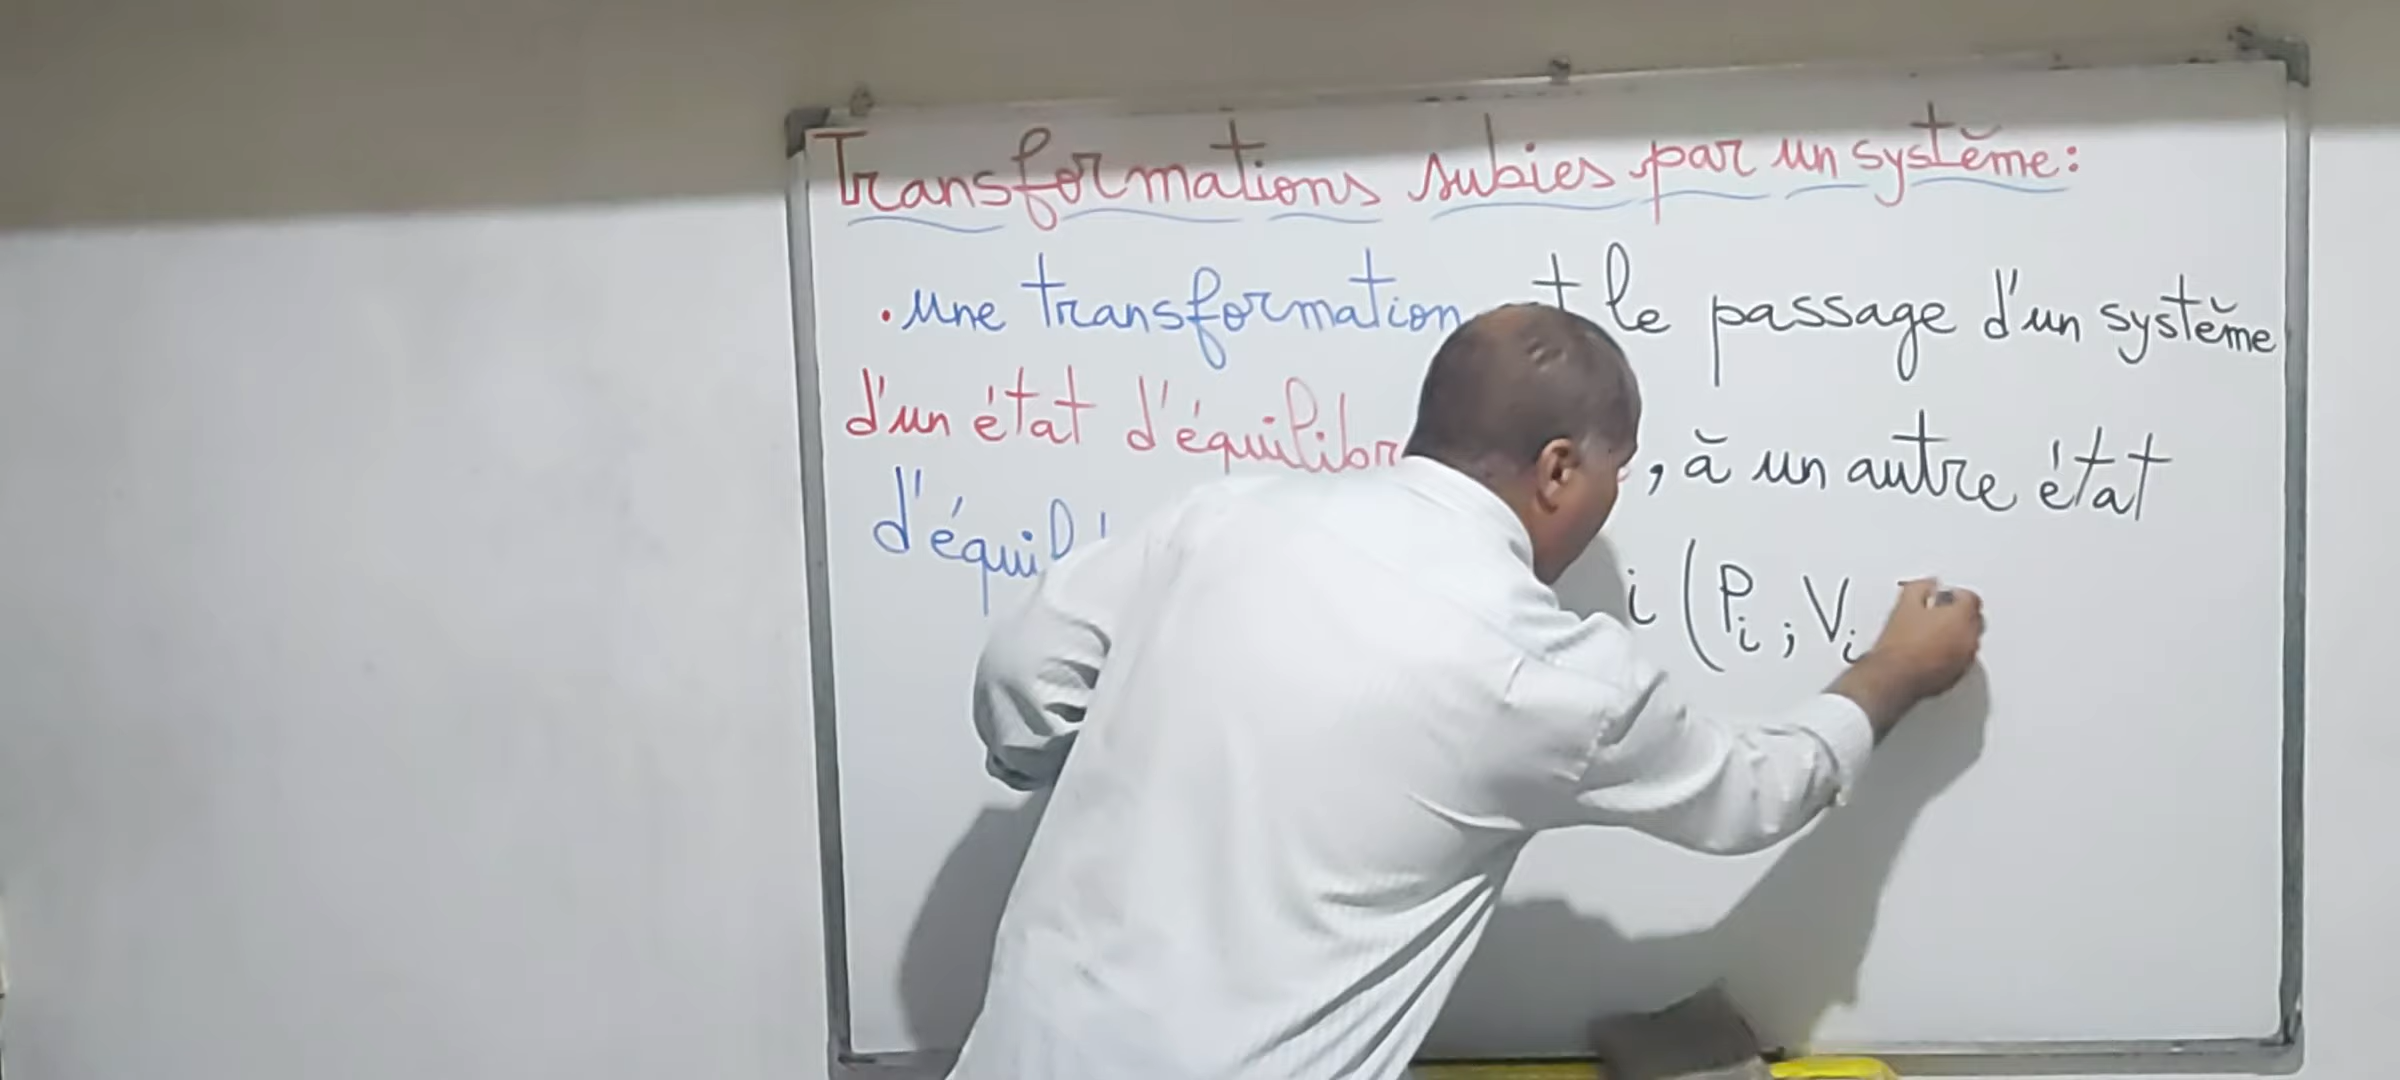 Transformations subies par un système:
. une transformation le passage d'un système
d'un état d'équilibr , à un autre état
i (Pi ; Vi